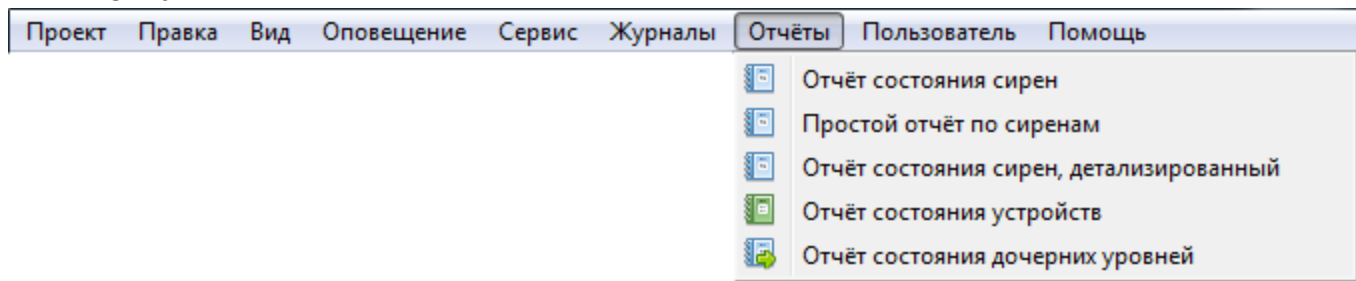 Проект Правка Вид Оповещение Сервис Журналы Отчёты Пользователь Помощь
Отчёт состояния сирен
Простой отчёт по сиренам
Отчёт состояния сирен, детализированный
Отчёт состояния устройств
Отчёт состояния дочерних уровней